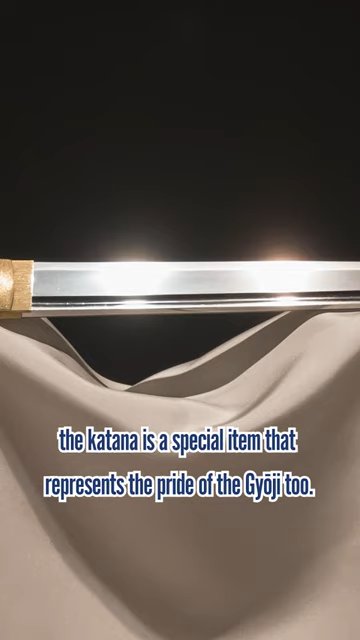 the katana is a special item that
represents the pride of the Gyōji too.